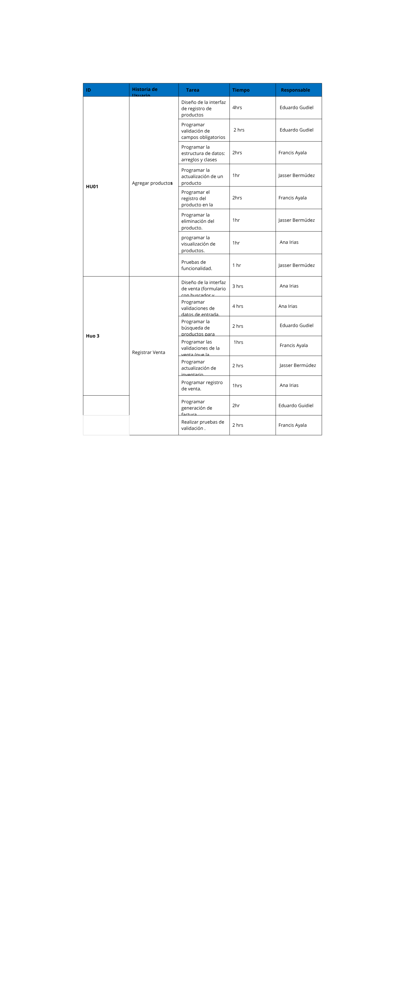 ID
Historia de
Usuario
Tarea
Tiempo
Responsable
HU01
Agregar productos
Diseño de la interfaz
de registro de
productos
4hrs
Eduardo Gudiel
Programar
validación de
campos obligatorios
2 hrs
Eduardo Gudiel
Programar la
estructura de datos:
arreglos y clases
2hrs
Francis Ayala
Programar la
actualización de un
producto
1hr
Jasser Bermúdez
Programar el
registro del
producto en la
2hrs
Francis Ayala
Programar la
eliminación del
producto.
1hr
Jasser Bermúdez
programar la
visualización de
productos.
1hr
Ana Irias
Pruebas de
funcionalidad.
1 hr
Jasser Bermúdez
Huo 3
Registrar Venta
Diseño de la interfaz
de venta (formulario
con buscador y
3 hrs
Ana Irias
Programar
validaciones de
datos de entrada.
4 hrs
Ana Irias
Programar la
búsqueda de
productos para
2 hrs
Eduardo Gudiel
Programar las
validaciones de la
venta (que la
1hrs
Francis Ayala
Programar
actualización de
inventario
2 hrs
Jasser Bermúdez
Programar registro
de venta.
1hrs
Ana Irias
Programar
generación de
factura
2hr
Eduardo Guidiel
Realizar pruebas de
validación .
2 hrs
Francis Ayala